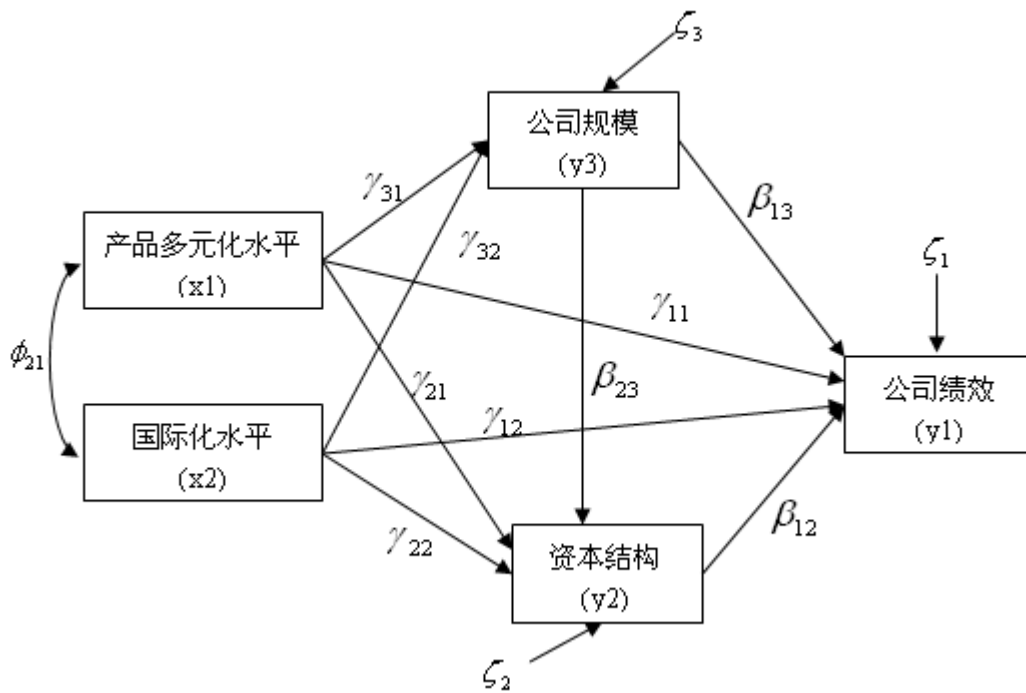 ζ₃
公司规模
(y3)
γ₃₁
β₁₃
产品多元化水平
(x1)
γ₃₂
ζ₁
γ₁₁
ϕ₂₁
γ₂₁
β₂₃
公司绩效
(y1)
国际化水平
(x2)
γ₁₂
γ₂₂
β₁₂
资本结构
(y2)
ζ₂